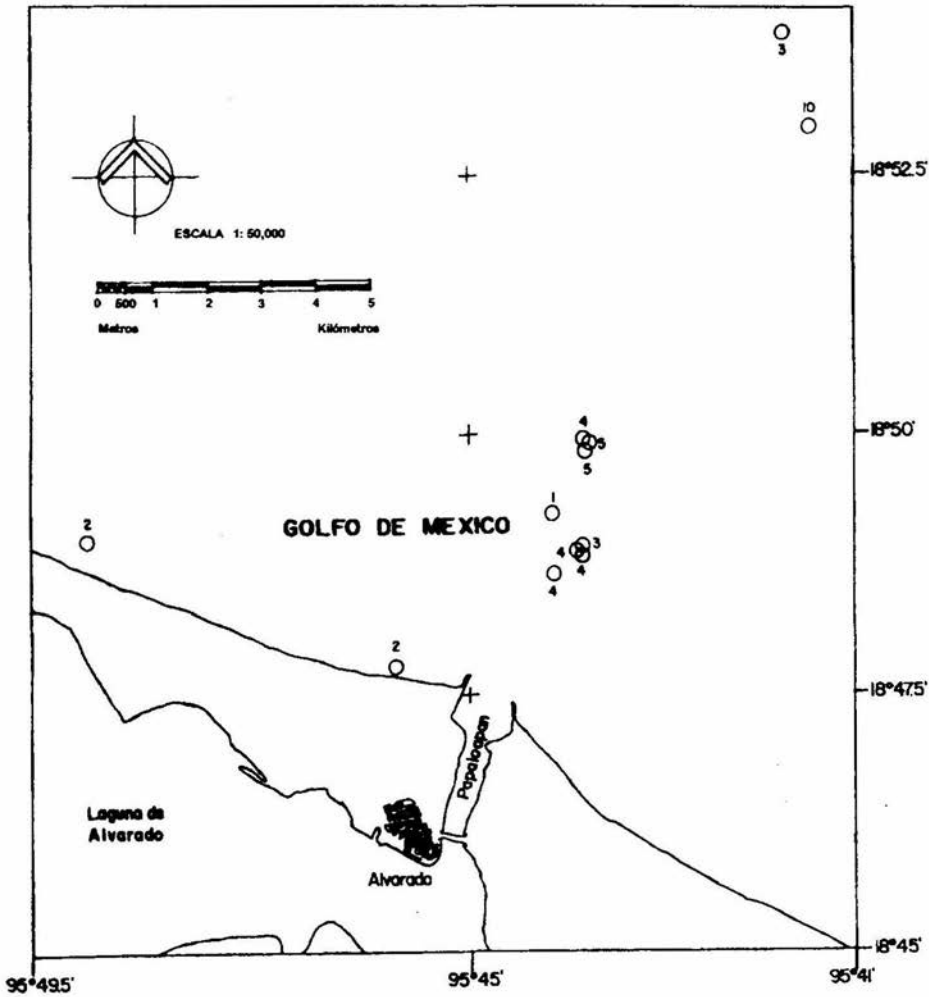 3
10
18°52.5'
ESCALA 1: 50,000
0 500 1 2 3 4 5
Metros Kilómetros
4
18°50'
5
5
1
GOLFO DE MEXICO
2
3
4
4
4
2
18°47.5'
Papaloapan
Laguna de
Alvarado
Alvarado
18°45'
95°49.5' 95°45' 95°41'